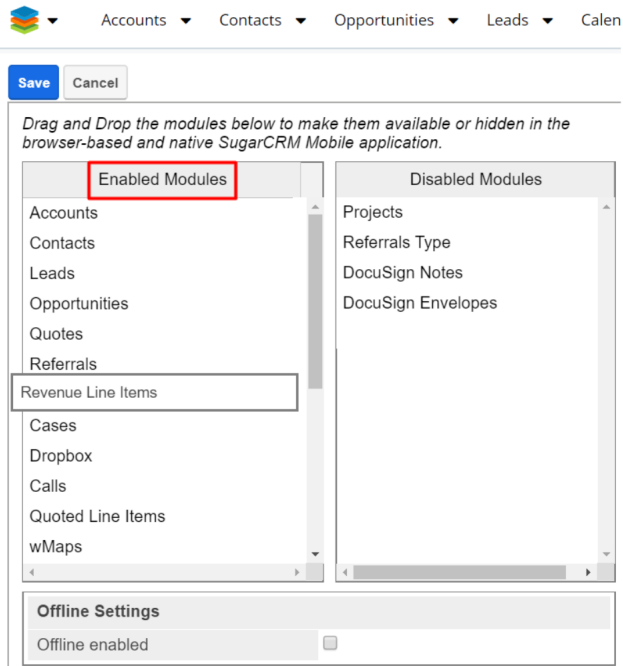 Accounts Contacts Opportunities Leads Calen
Save Cancel
Drag and Drop the modules below to make them available or hidden in the
browser-based and native SugarCRM Mobile application.
Enabled Modules
Accounts
Contacts
Leads
Opportunities
Quotes
Referrals
Revenue Line Items
Cases
Dropbox
Calls
Quoted Line Items
wMaps
Disabled Modules
Projects
Referrals Type
DocuSign Notes
DocuSign Envelopes
Offline Settings
Offline enabled